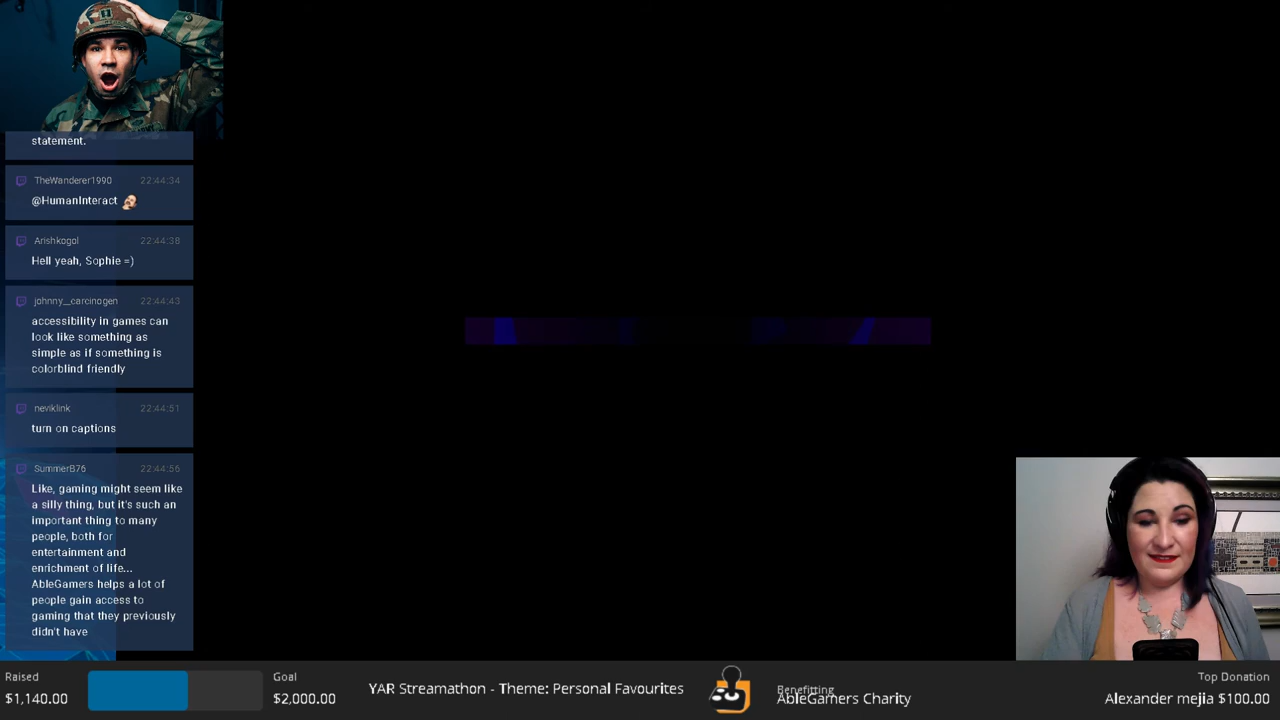 statement.
TheWanderer1990 22:44:34
@HumanInteract
Arishkogol 22:44:38
Hell yeah, Sophie =)
johnny__carcinogen 22:44:43
accessibility in games can
look like something as
simple as if something is
colorblind friendly
neviklink 22:44:51
turn on captions
SummerB76 22:44:56
Like, gaming might seem like
a silly thing, but it's such an
important thing to many
people, both for
entertainment and
enrichment of life...
AbleGamers helps a lot of
people gain access to
gaming that they previously
didn't have
Raised
$1,140.00
Goal
$2,000.00
YAR Streamathon - Theme: Personal Favourites
Benefitting
AbleGamers Charity
Top Donation
Alexander mejia $100.00